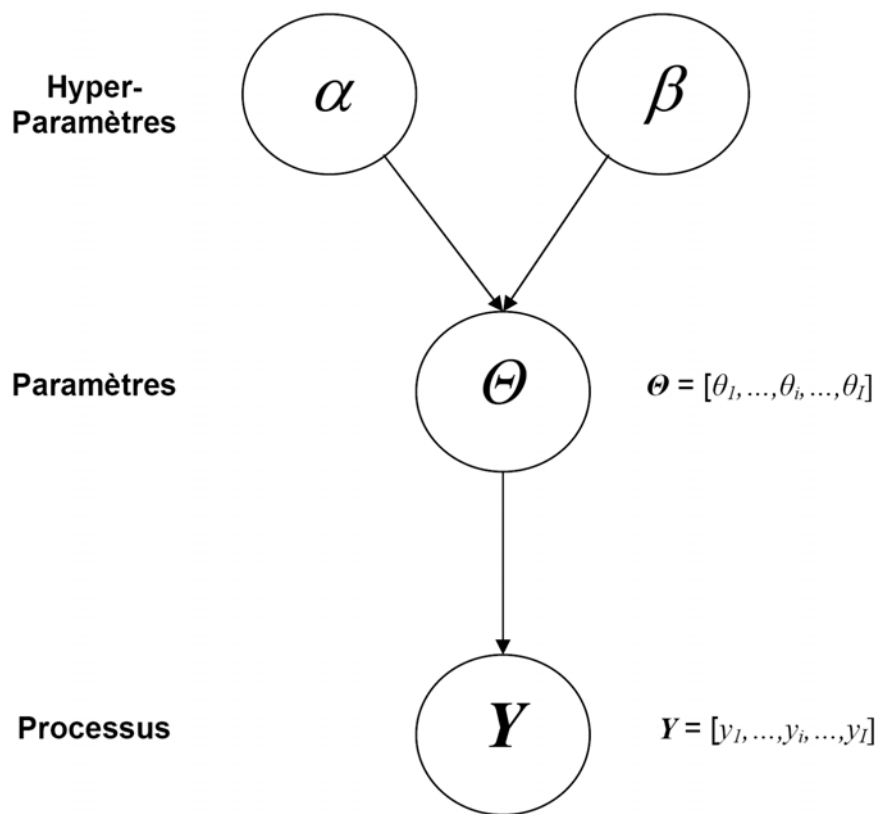 Hyper-
Paramètres
α
β
Paramètres
Θ
Θ = [θ1,...,θi,...,θI]
Processus
Y
Y = [y1,...,yi,...,yI]